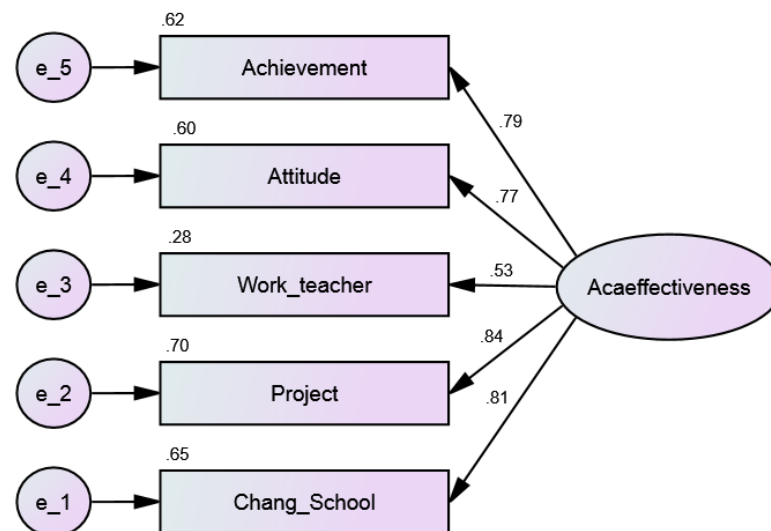 .62
e_5
Achievement
.79
.60
e_4
Attitude
.77
.28
e_3
Work_teacher
.53
Acaeffectiveness
.70
e_2
Project
.84
.65
e_1
Chang_School
.81